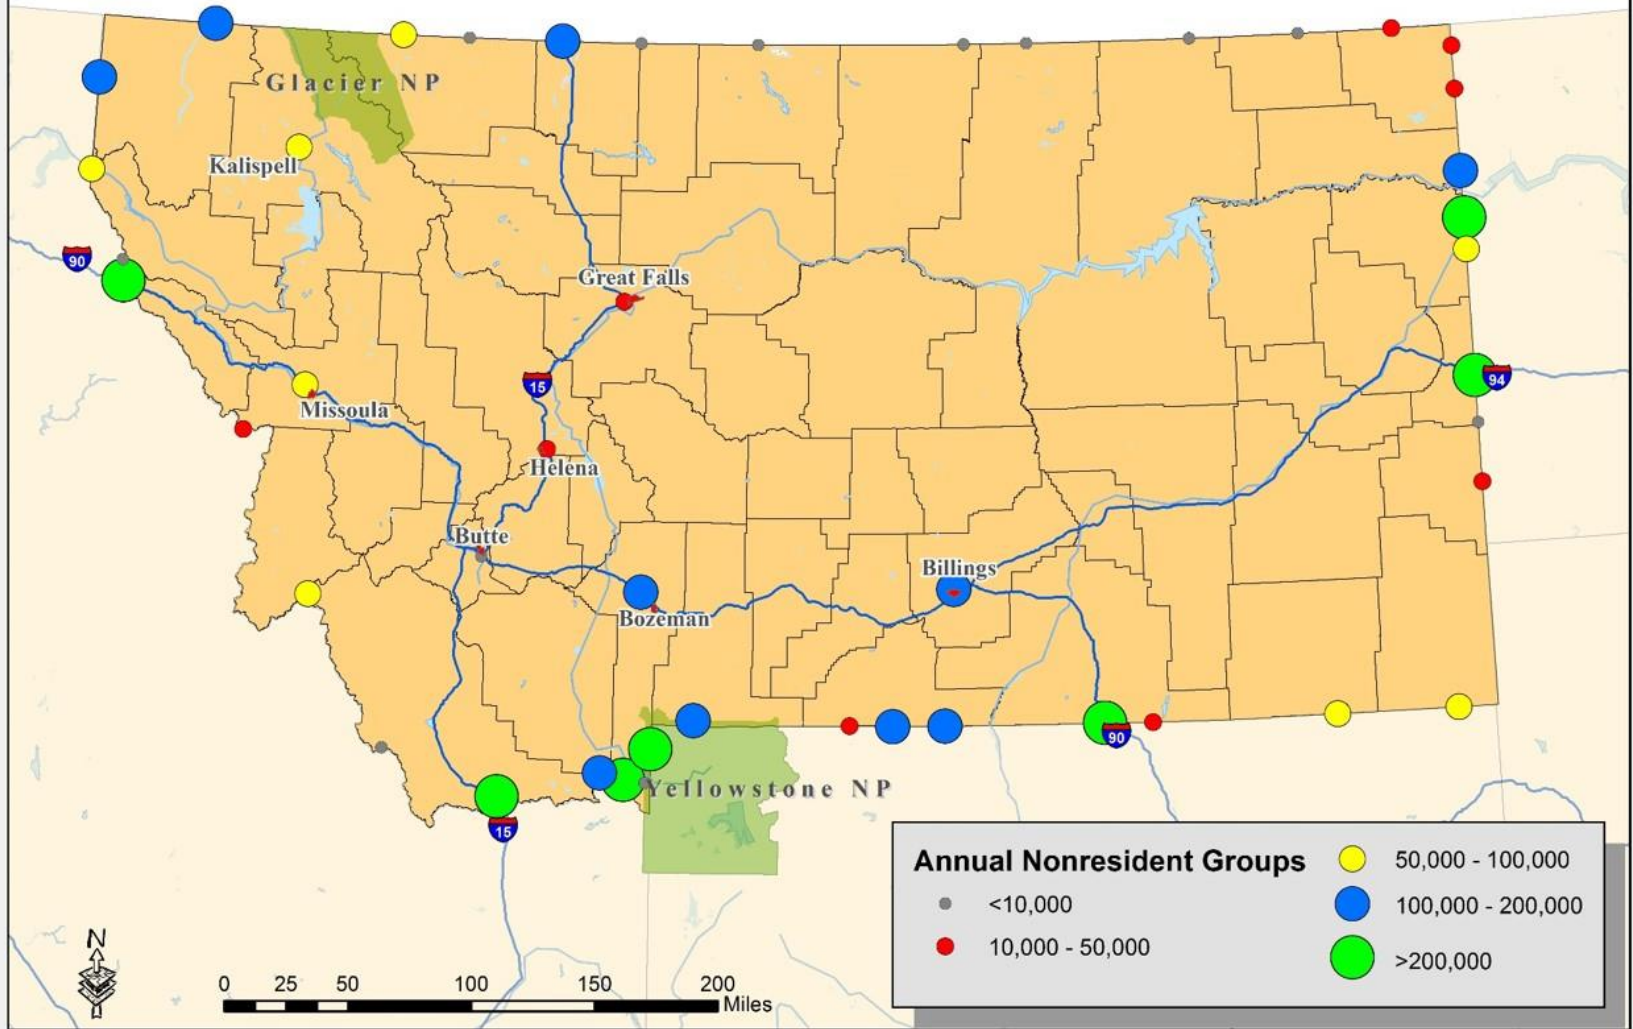 Glacier NP
Kalispell
90
Great Falls
15
94
Missoula
Helena
Butte
Billings
Bozeman
90
Yellowstone NP
15
Annual Nonresident Groups
<10,000
10,000 - 50,000
50,000 - 100,000
100,000 - 200,000
>200,000
N
0 25 50 100 150 200
Miles